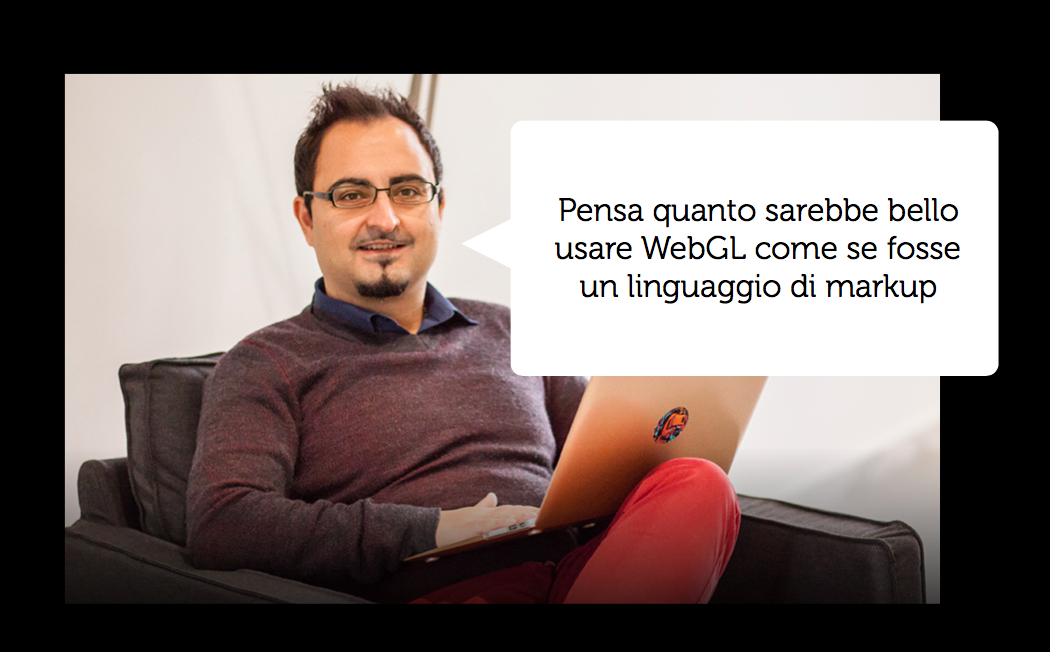 Pensa quanto sarebbe bello
usare WebGL come se fosse
un linguaggio di markup